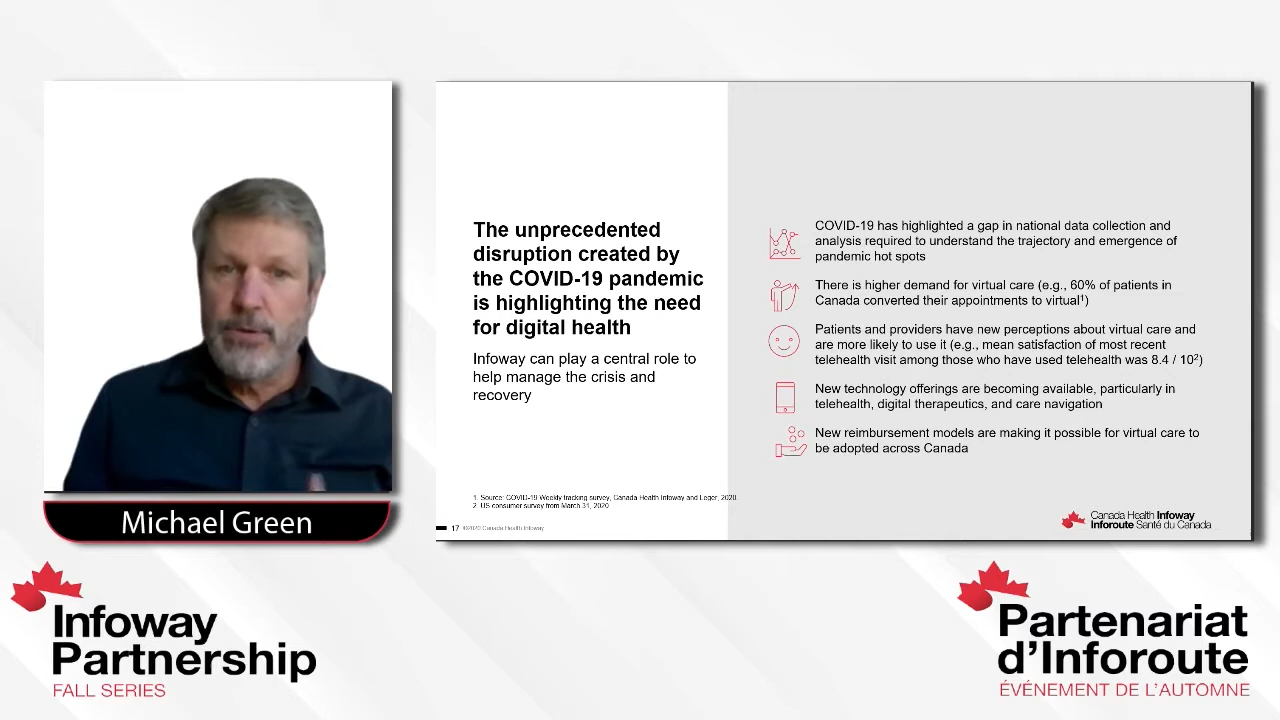 The unprecedented
disruption created by
the COVID-19 pandemic
is highlighting the need
for digital health
Infoway can play a central role to
help manage the crisis and
recovery
COVID-19 has highlighted a gap in national data collection and
analysis required to understand the trajectory and emergence of
pandemic hot spots
There is higher demand for virtual care (e.g., 60% of patients in
Canada converted their appointments to virtual¹)
Patients and providers have new perceptions about virtual care and
are more likely to use it (e.g., mean satisfaction of most recent
telehealth visit among those who have used telehealth was 8.4 / 10²)
New technology offerings are becoming available, particularly in
telehealth, digital therapeutics, and care navigation
New reimbursement models are making it possible for virtual care to
be adopted across Canada
1. Source: COVID-19 Weekly tracking survey, Canada Health Infoway and Leger, 2020.
2. US consumer survey from March 31, 2020
17 ©2020 Canada Health Infoway
Canada Health Infoway
Inforoute Santé du Canada
Michael Green
Infoway
Partnership
FALL SERIES
Partenariat
d'Inforoute
ÉVÉNEMENT DE L'AUTOMNE